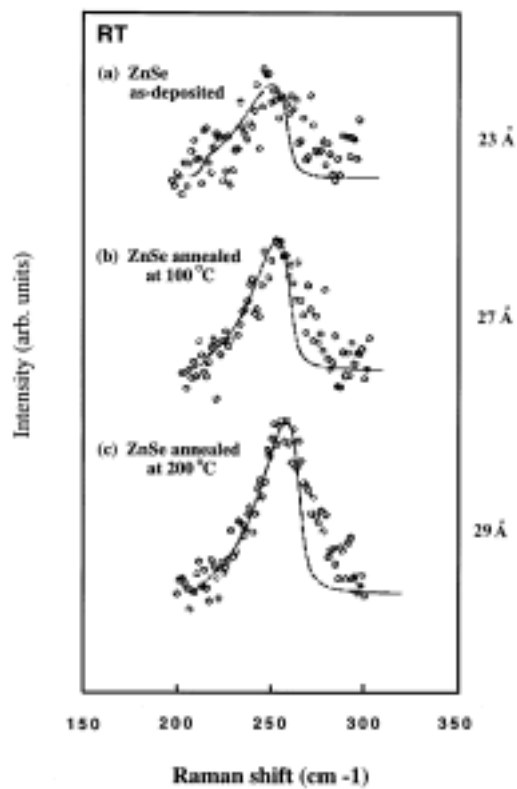 RT
(a) ZnSe
as-deposited
23 Å
(b) ZnSe annealed
at 100 °C
27 Å
(c) ZnSe annealed
at 200 °C
29 Å
Intensity (arb. units)
150 200 250 300 350
Raman shift (cm -1)